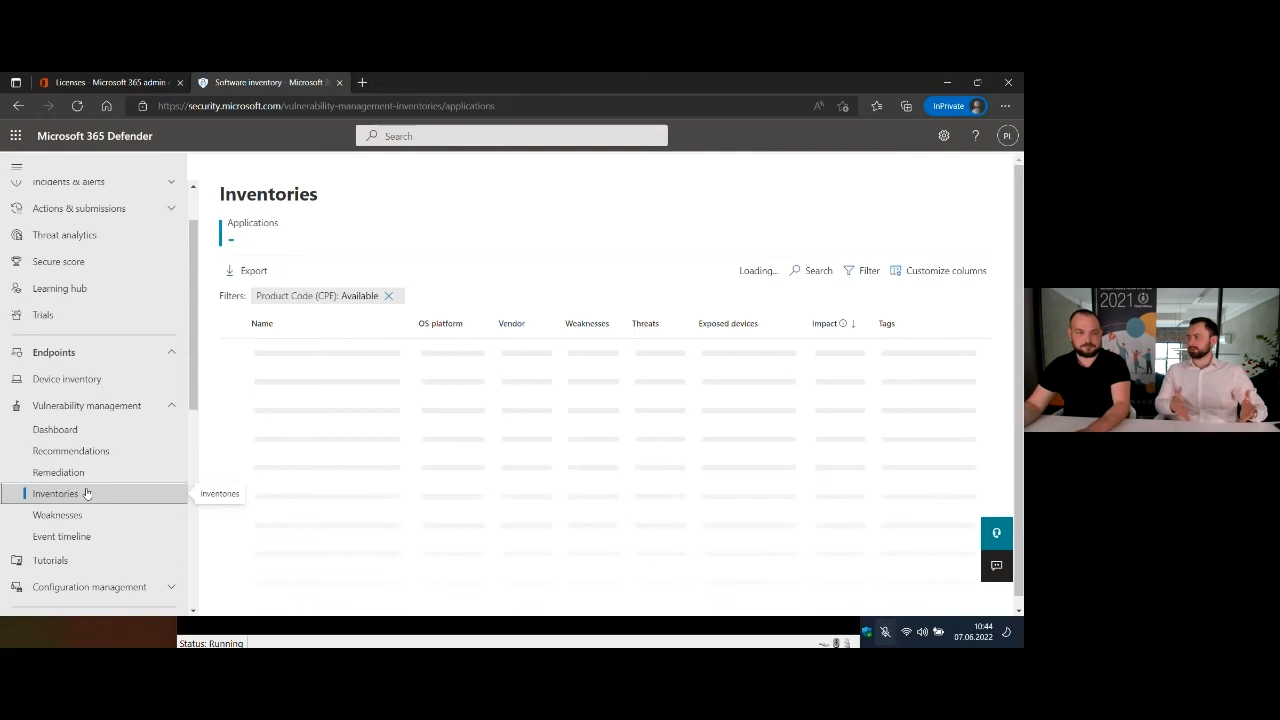 Licenses - Microsoft 365 admin
Software inventory - Microsoft 3
https://security.microsoft.com/vulnerability-management-inventories/applications
InPrivate
Microsoft 365 Defender
Search
PL
Incidents & alerts
Actions & submissions
Threat analytics
Secure score
Learning hub
Trials
Endpoints
Device inventory
Vulnerability management
Dashboard
Recommendations
Remediation
Inventories
Weaknesses
Event timeline
Tutorials
Configuration management
Inventories
Inventories
Applications
-
Export
Loading... Search Filter Customize columns
Filters: Product Code (CPE): Available
Name OS platform Vendor Weaknesses Threats Exposed devices Impact Tags
2021
Status: Running
10:44
07.06.2022